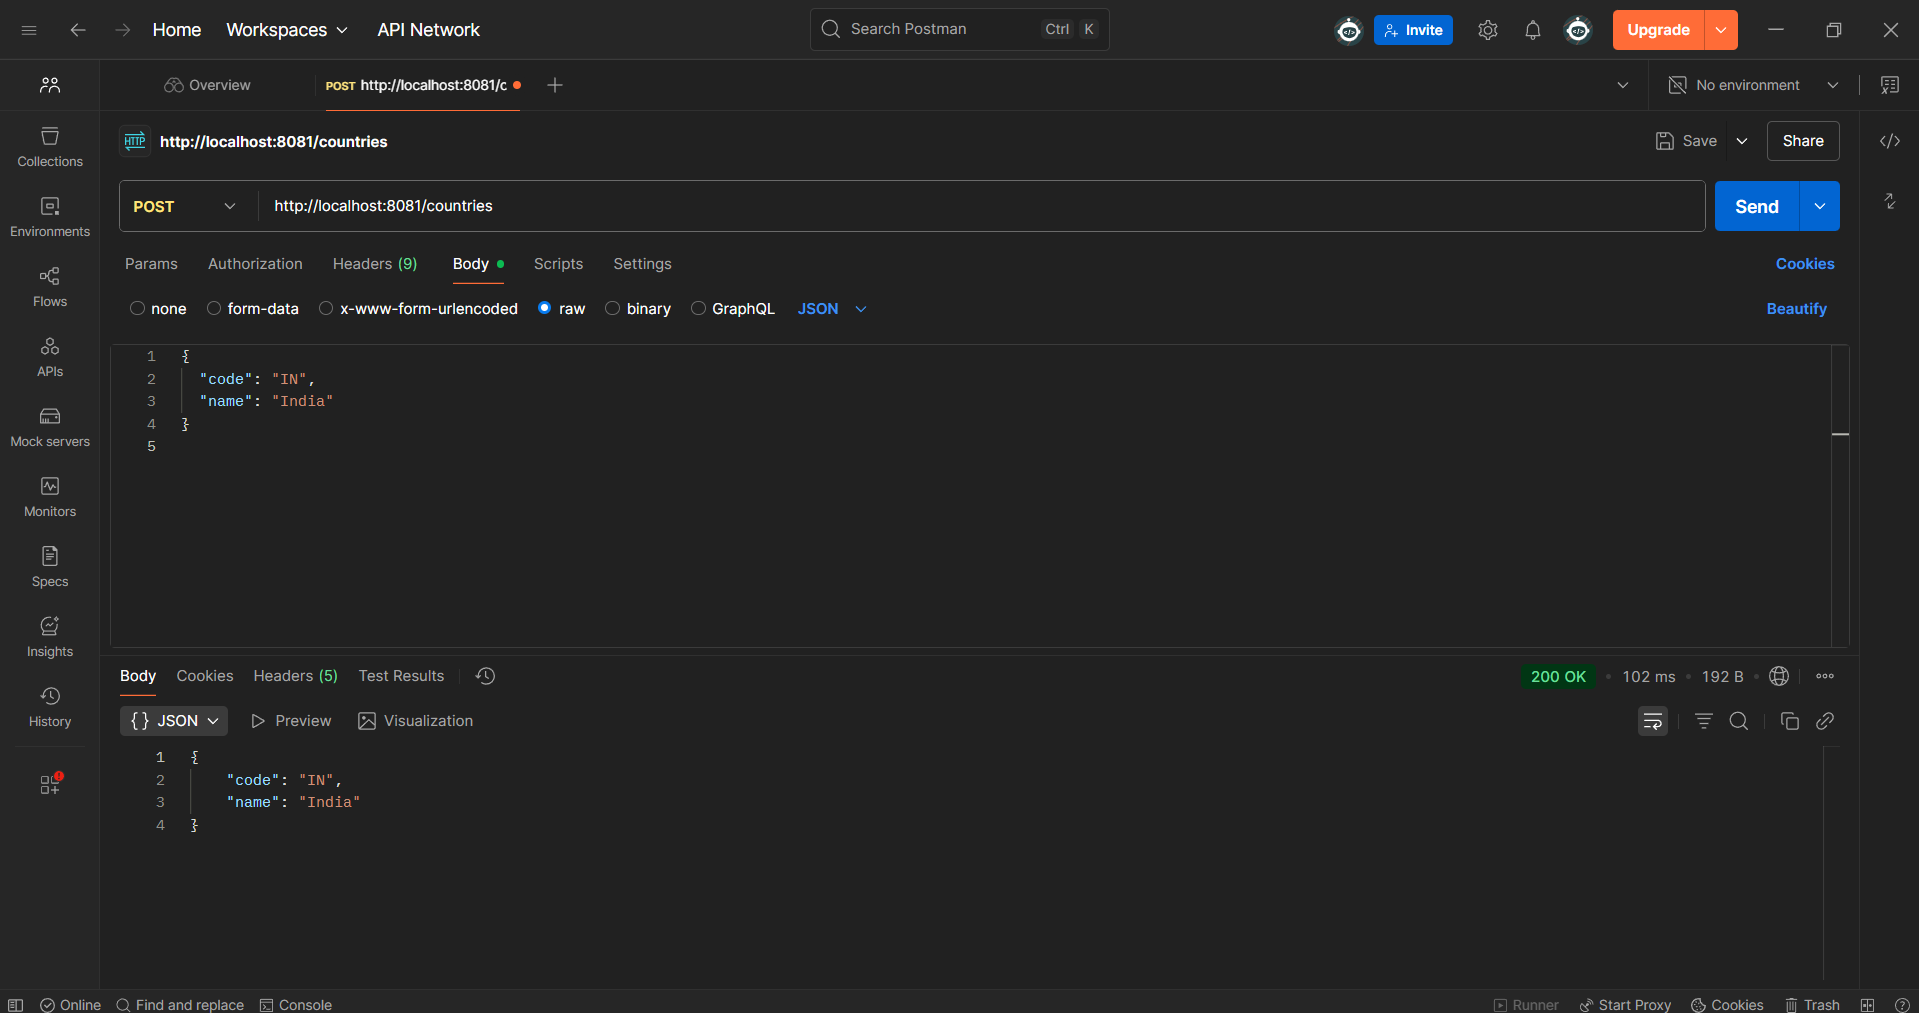 Home Workspaces API Network Search Postman Ctrl K Invite Upgrade
Overview POST http://localhost:8081/c No environment
HTTP http://localhost:8081/countries Save Share
POST http://localhost:8081/countries Send
Params Authorization Headers (9) Body Scripts Settings Cookies
none form-data x-www-form-urlencoded raw binary GraphQL JSON Beautify
1 {
2 "code": "IN",
3 "name": "India"
4 }
5
Collections
Environments
Flows
APIs
Mock servers
Monitors
Specs
Insights
History
Body Cookies Headers (5) Test Results 200 OK • 102 ms • 192 B
{} JSON Preview Visualization
1 {
2 "code": "IN",
3 "name": "India"
4 }
Online Find and replace Console Runner Start Proxy Cookies Trash